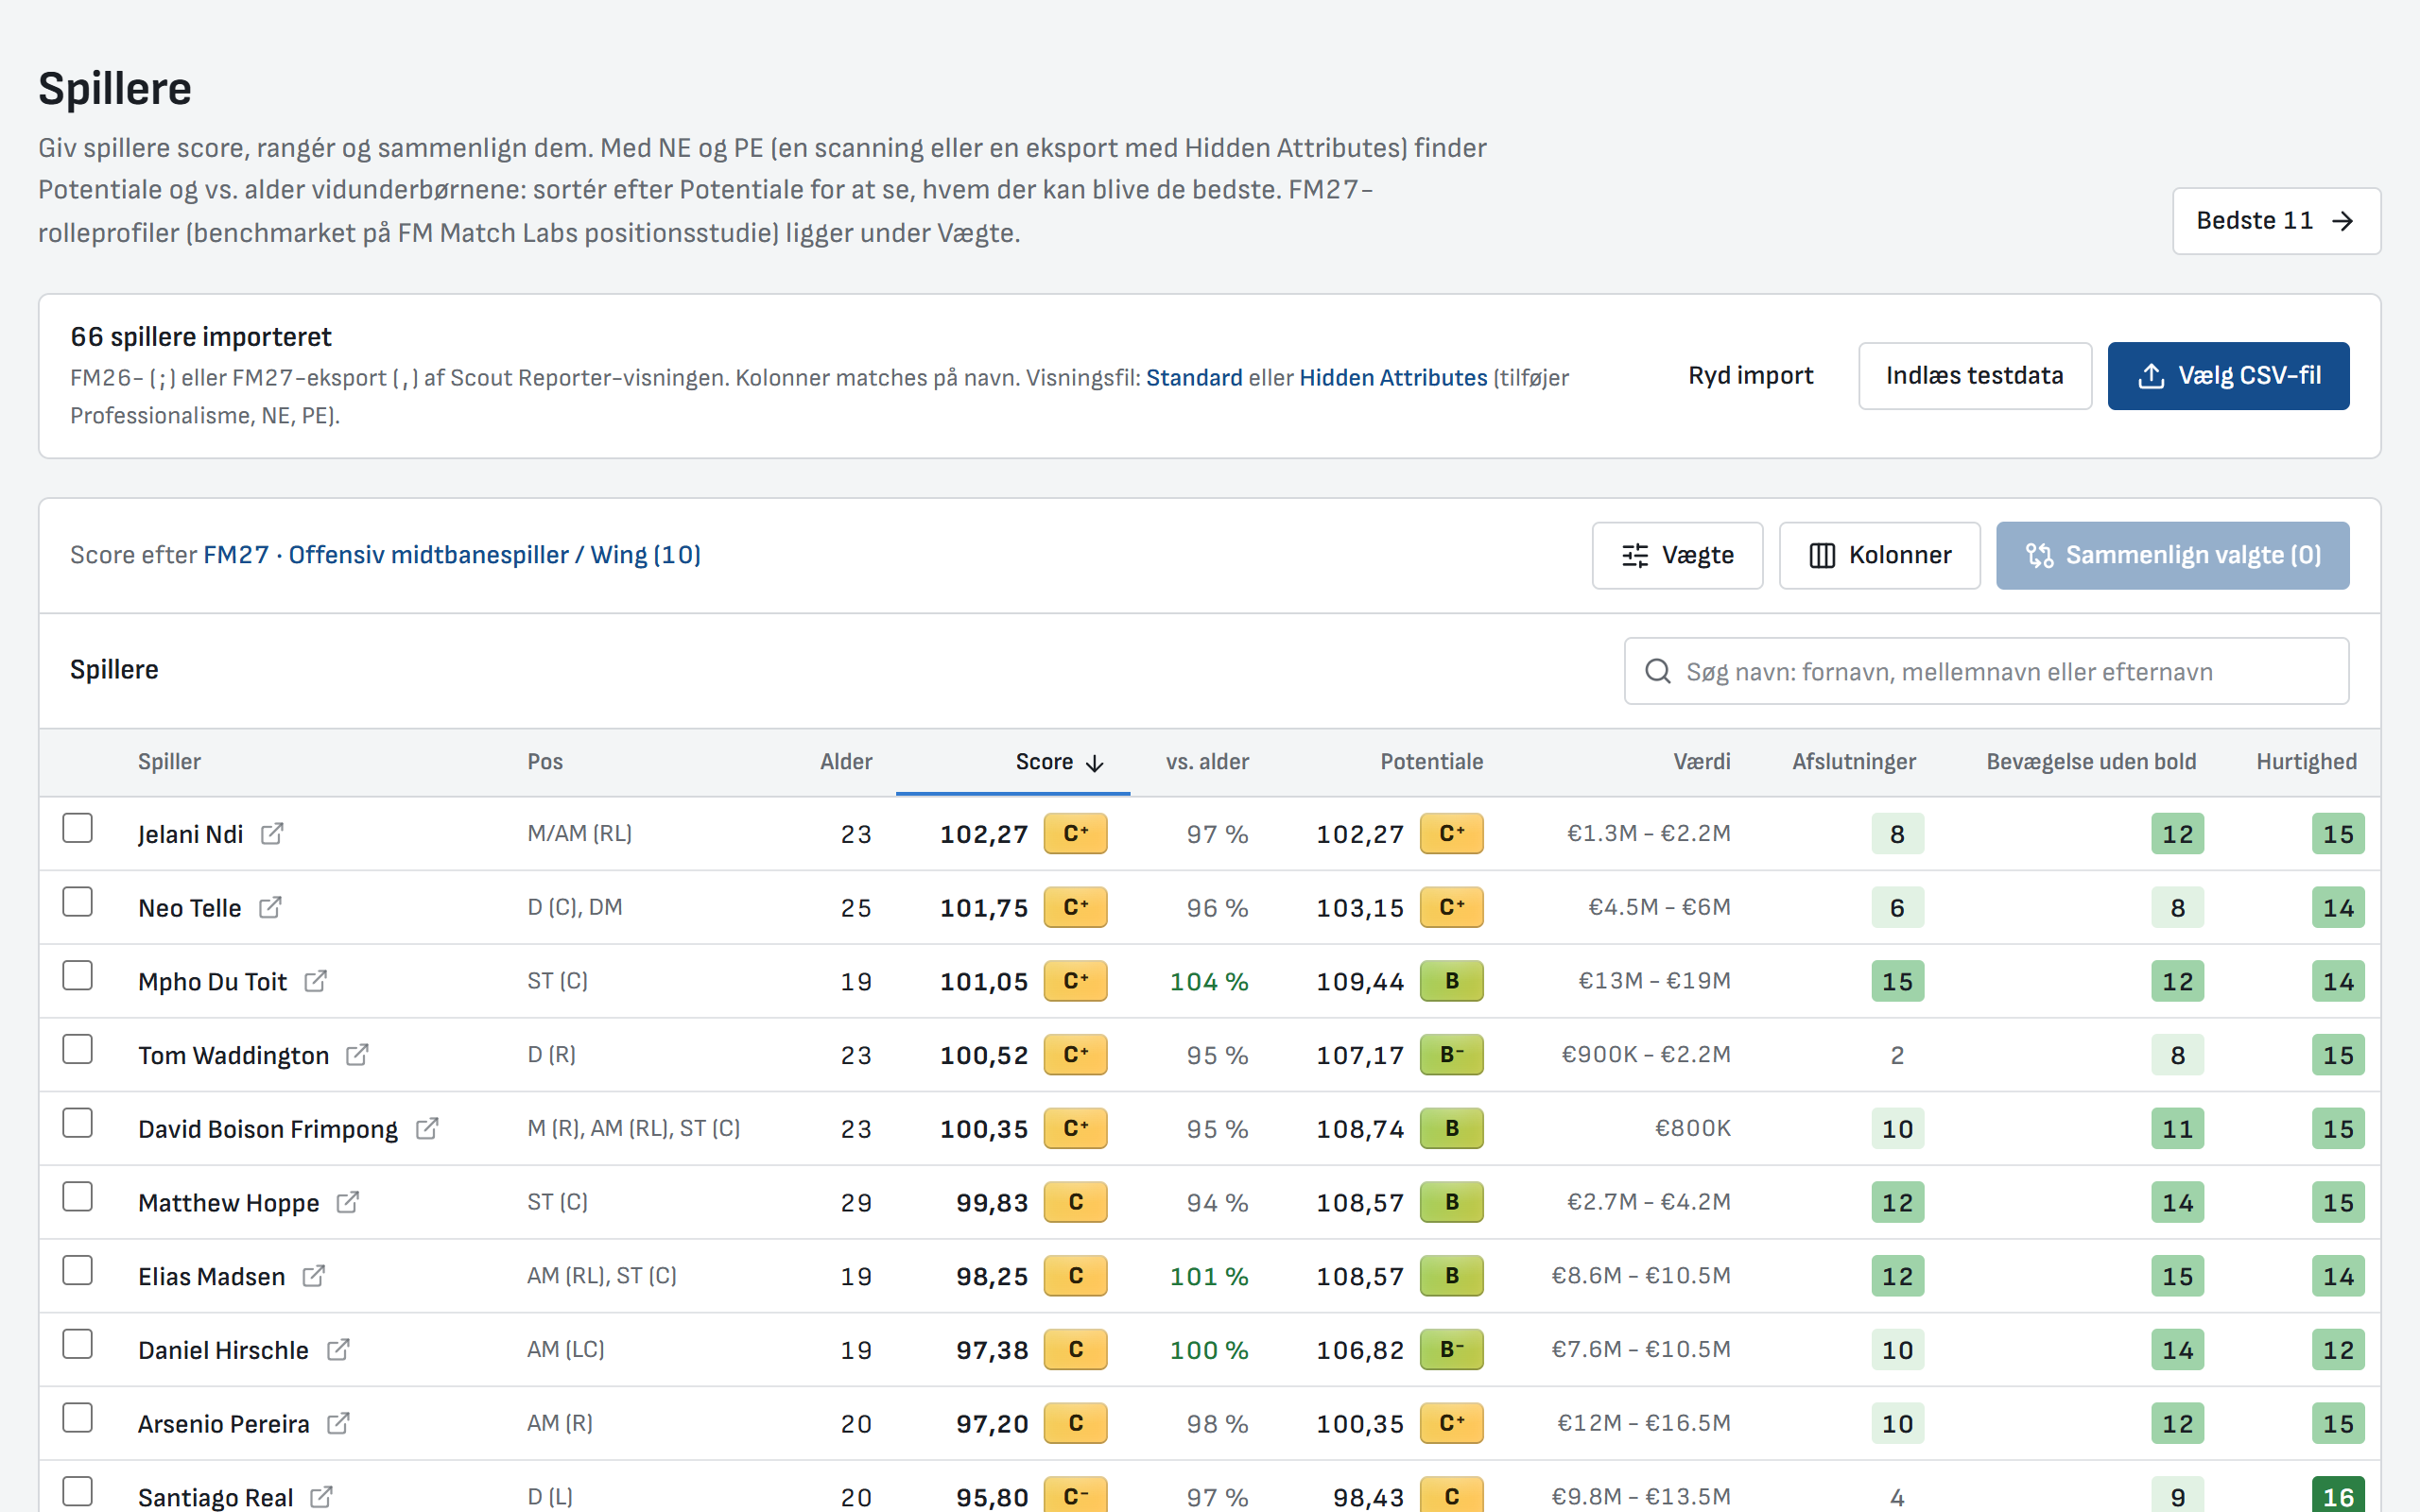 Spillere
Giv spillere score, rangér og sammenlign dem. Med NE og PE (en scanning eller en eksport med Hidden Attributes) finder
Potentiale og vs. alder vidunderbørnene: sortér efter Potentiale for at se, hvem der kan blive de bedste. FM27-
rolleprofiler (benchmarket på FM Match Labs positionsstudie) ligger under Vægte.
Bedste 11
66 spillere importeret
FM26- (;) eller FM27-eksport (,) af Scout Reporter-visningen. Kolonner matches på navn. Visningsfil: Standard eller Hidden Attributes (tilføjer
Professionalisme, NE, PE).
Ryd import
Indlæs testdata
Vælg CSV-fil
Score efter FM27 · Offensiv midtbanespiller / Wing (10)
Vægte
Kolonner
Sammenlign valgte (0)
Spillere
Søg navn: fornavn, mellemnavn eller efternavn
Spiller Pos Alder Score vs. alder Potentiale Værdi Afslutninger Bevægelse uden bold Hurtighed
Jelani Ndi M/AM (RL) 23 102,27 C+ 97 % 102,27 C+ €1.3M - €2.2M 8 12 15
Neo Telle D (C), DM 25 101,75 C+ 96 % 103,15 C+ €4.5M - €6M 6 8 14
Mpho Du Toit ST (C) 19 101,05 C+ 104 % 109,44 B €13M - €19M 15 12 14
Tom Waddington D (R) 23 100,52 C+ 95 % 107,17 B- €900K - €2.2M 2 8 15
David Boison Frimpong M (R), AM (RL), ST (C) 23 100,35 C+ 95 % 108,74 B €800K 10 11 15
Matthew Hoppe ST (C) 29 99,83 C 94 % 108,57 B €2.7M - €4.2M 12 14 15
Elias Madsen AM (RL), ST (C) 19 98,25 C 101 % 108,57 B €8.6M - €10.5M 12 15 14
Daniel Hirschle AM (LC) 19 97,38 C 100 % 106,82 B- €7.6M - €10.5M 10 14 12
Arsenio Pereira AM (R) 20 97,20 C 98 % 100,35 C+ €12M - €16.5M 10 12 15
Santiago Real D (L) 20 95,80 C- 97 % 98,43 C €9.8M - €13.5M 4 9 16